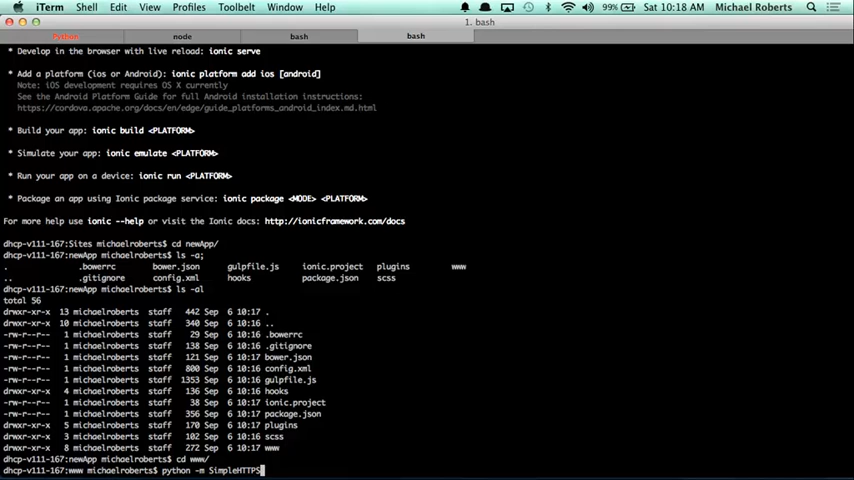 iTerm Shell Edit View Profiles Toolbelt Window Help 99% Sat 10:18 AM Michael Roberts
1. bash
Python node bash bash
* Develop in the browser with live reload: ionic serve
* Add a platform (ios or Android): ionic platform add ios [android]
Note: iOS development requires OS X currently
See the Android Platform Guide for full Android installation instructions:
https://cordova.apache.org/docs/en/edge/guide_platforms_android_index.md.html
* Build your app: ionic build <PLATFORM>
* Simulate your app: ionic emulate <PLATFORM>
* Run your app on a device: ionic run <PLATFORM>
* Package an app using Ionic package service: ionic package <MODE> <PLATFORM>
For more help use ionic --help or visit the Ionic docs: http://ionicframework.com/docs
dhcp-v111-167:Sites michaelroberts$ cd newApp/
dhcp-v111-167:newApp michaelroberts$ ls -a;
. .bowerrc bower.json gulpfile.js ionic.project plugins www
.. .gitignore config.xml hooks package.json scss
dhcp-v111-167:newApp michaelroberts$ ls -al
total 56
drwxr-xr-x 13 michaelroberts staff 442 Sep 6 10:17 .
drwxr-xr-x 10 michaelroberts staff 340 Sep 6 10:16 ..
-rw-r--r-- 1 michaelroberts staff 29 Sep 6 10:16 .bowerrc
-rw-r--r-- 1 michaelroberts staff 138 Sep 6 10:16 .gitignore
-rw-r--r-- 1 michaelroberts staff 121 Sep 6 10:17 bower.json
-rw-r--r-- 1 michaelroberts staff 800 Sep 6 10:16 config.xml
-rw-r--r-- 1 michaelroberts staff 1353 Sep 6 10:16 gulpfile.js
drwxr-xr-x 4 michaelroberts staff 136 Sep 6 10:16 hooks
-rw-r--r-- 1 michaelroberts staff 38 Sep 6 10:17 ionic.project
-rw-r--r-- 1 michaelroberts staff 356 Sep 6 10:17 package.json
drwxr-xr-x 5 michaelroberts staff 170 Sep 6 10:17 plugins
drwxr-xr-x 3 michaelroberts staff 102 Sep 6 10:16 scss
drwxr-xr-x 8 michaelroberts staff 272 Sep 6 10:17 www
dhcp-v111-167:newApp michaelroberts$ cd www/
dhcp-v111-167:www michaelroberts$ python -m SimpleHTTPS